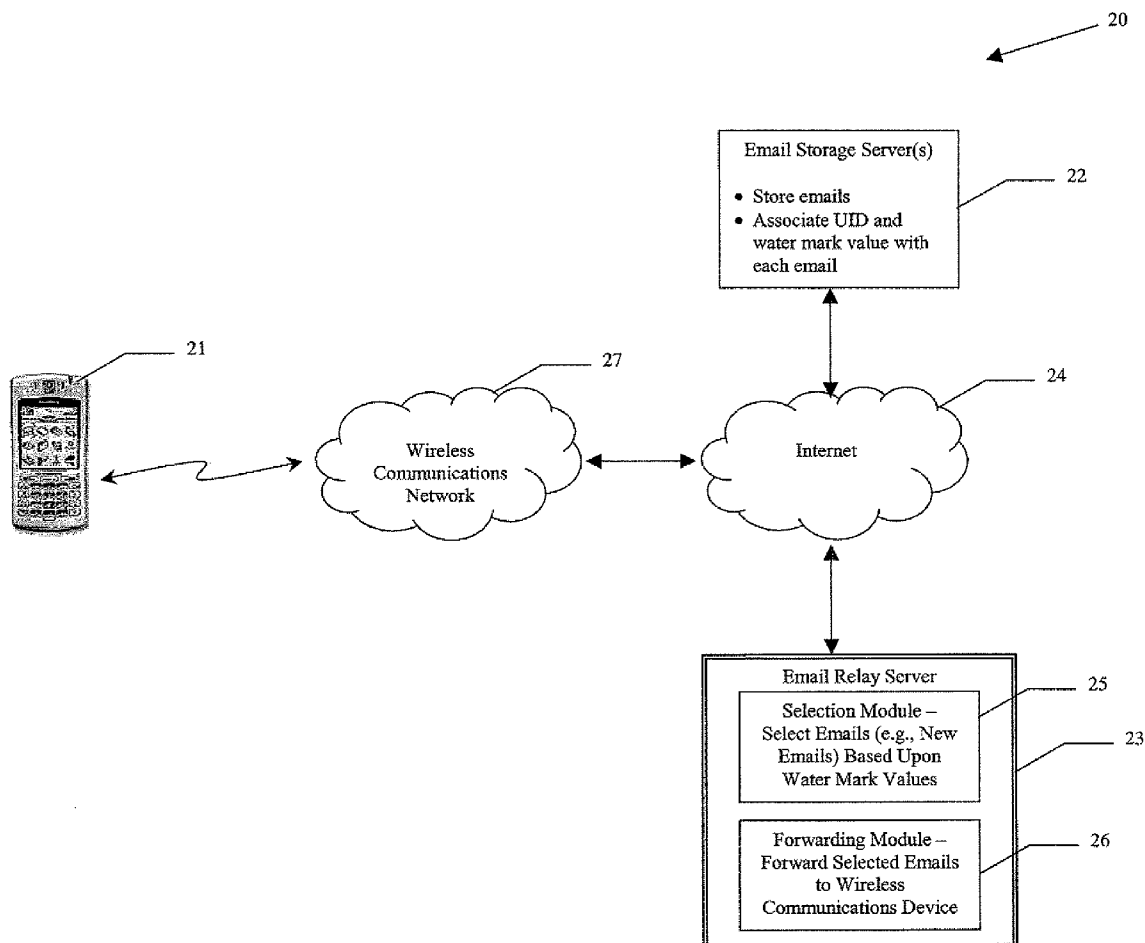 20
Email Storage Server(s)
• Store emails
• Associate UID and
water mark value with
each email
22
21
27
24
Wireless
Communications
Network
Internet
Email Relay Server
25
Selection Module –
Select Emails (e.g., New
Emails) Based Upon
Water Mark Values
23
Forwarding Module –
Forward Selected Emails
to Wireless
Communications Device
26